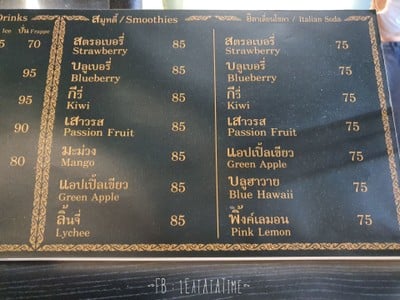 Drinks
Ice ปั่น Frappe
5 70
95
95
90
80
สมูทตี้ / Smoothies
สตรอเบอรี่ 85
Strawberry
บลูเบอรี่ 85
Blueberry
กีวี่ 85
Kiwi
เสาวรส 85
Passion Fruit
มะม่วง 85
Mango
แอปเปิ้ลเขียว 85
Green Apple
ลิ้นจี่ 85
Lychee
อิตาเลี่ยนโซดา / Italian Soda
สตรอเบอรี่ 75
Strawberry
บลูเบอรี่ 75
Blueberry
กีวี่ 75
Kiwi
เสาวรส 75
Passion Fruit
แอปเปิ้ลเขียว 75
Green Apple
บลูฮาวาย 75
Blue Hawaii
พิ้งค์เลมอน 75
Pink Lemon
FB : 1EATATATIME